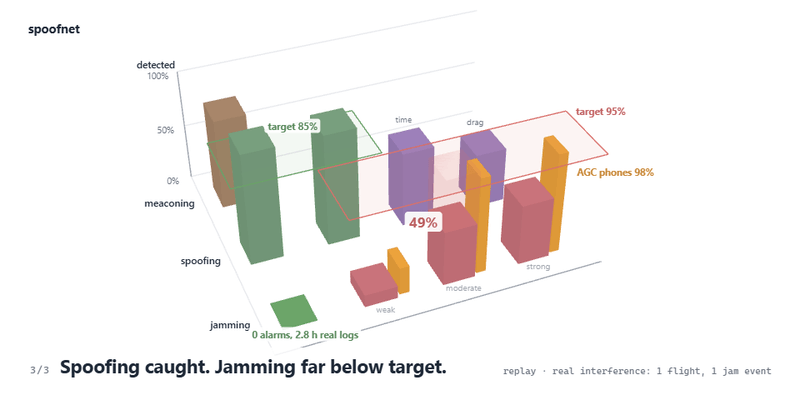 spoofnet
detected
100%
50%
0%
meaconing
spoofing
jamming
target 85%
time
drag
target 95%
AGC phones 98%
49%
weak
moderate
strong
0 alarms, 2.8 h real logs
3/3 Spoofing caught. Jamming far below target.
replay · real interference: 1 flight, 1 jam event